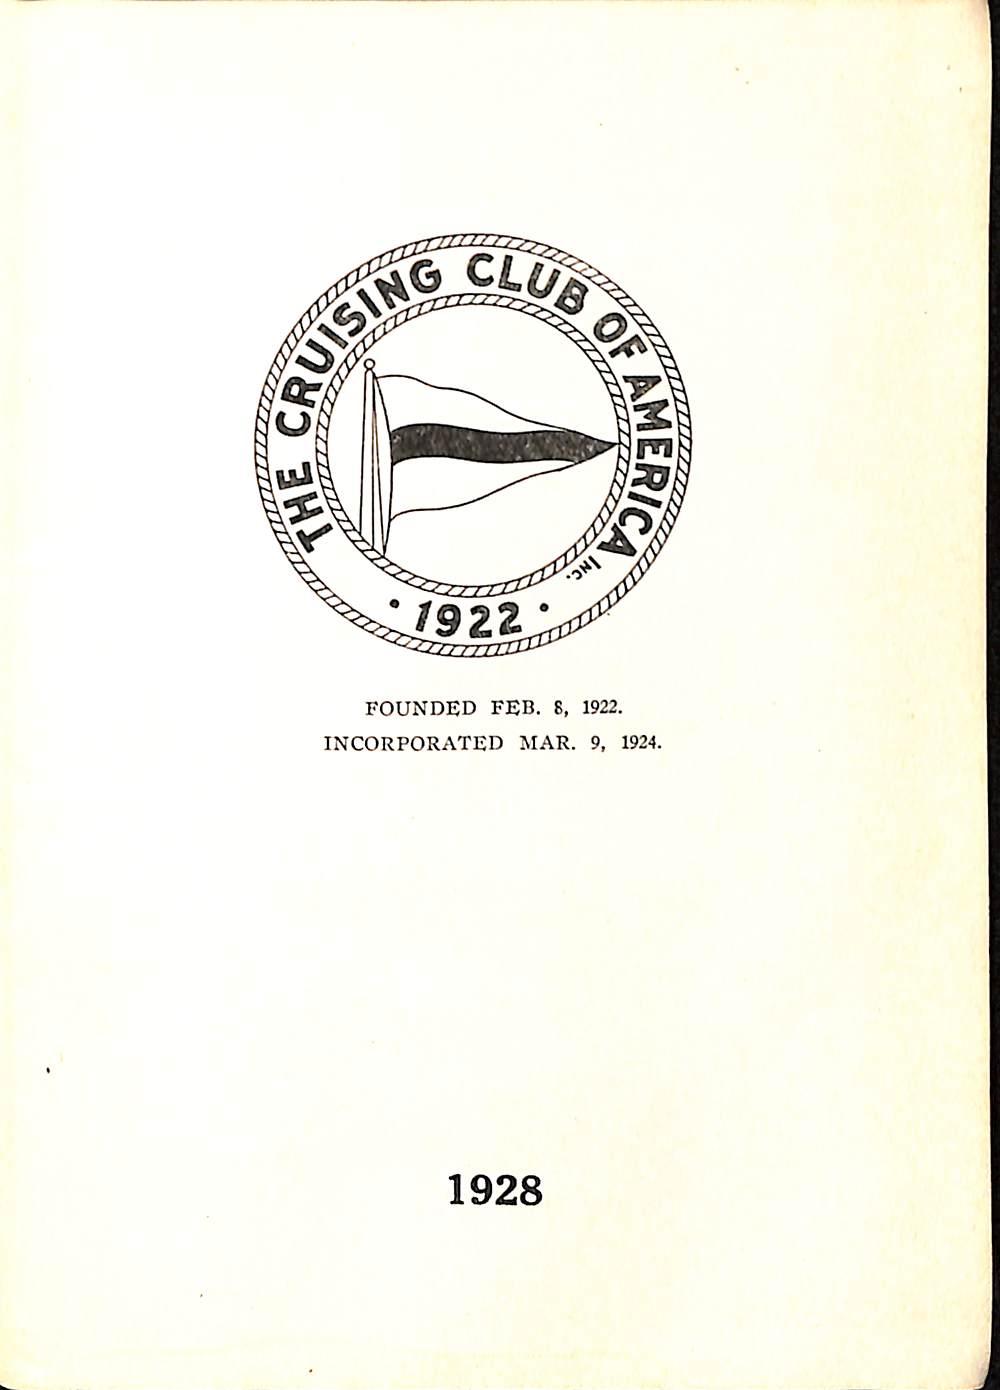 THE CRUISING CLUB OF AMERICA INC.
• 1922 •
FOUNDED FEB. 8, 1922.
INCORPORATED MAR. 9, 1924.
1928